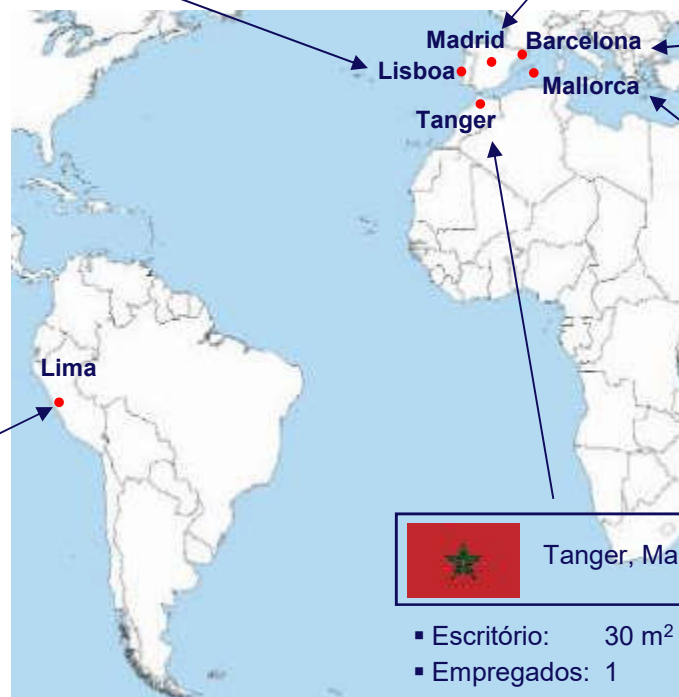 Madrid
Barcelona
Lisboa
Mallorca
Tanger
Lima
Tanger, Ma
▪ Escritório: 30 m²
▪ Empregados: 1